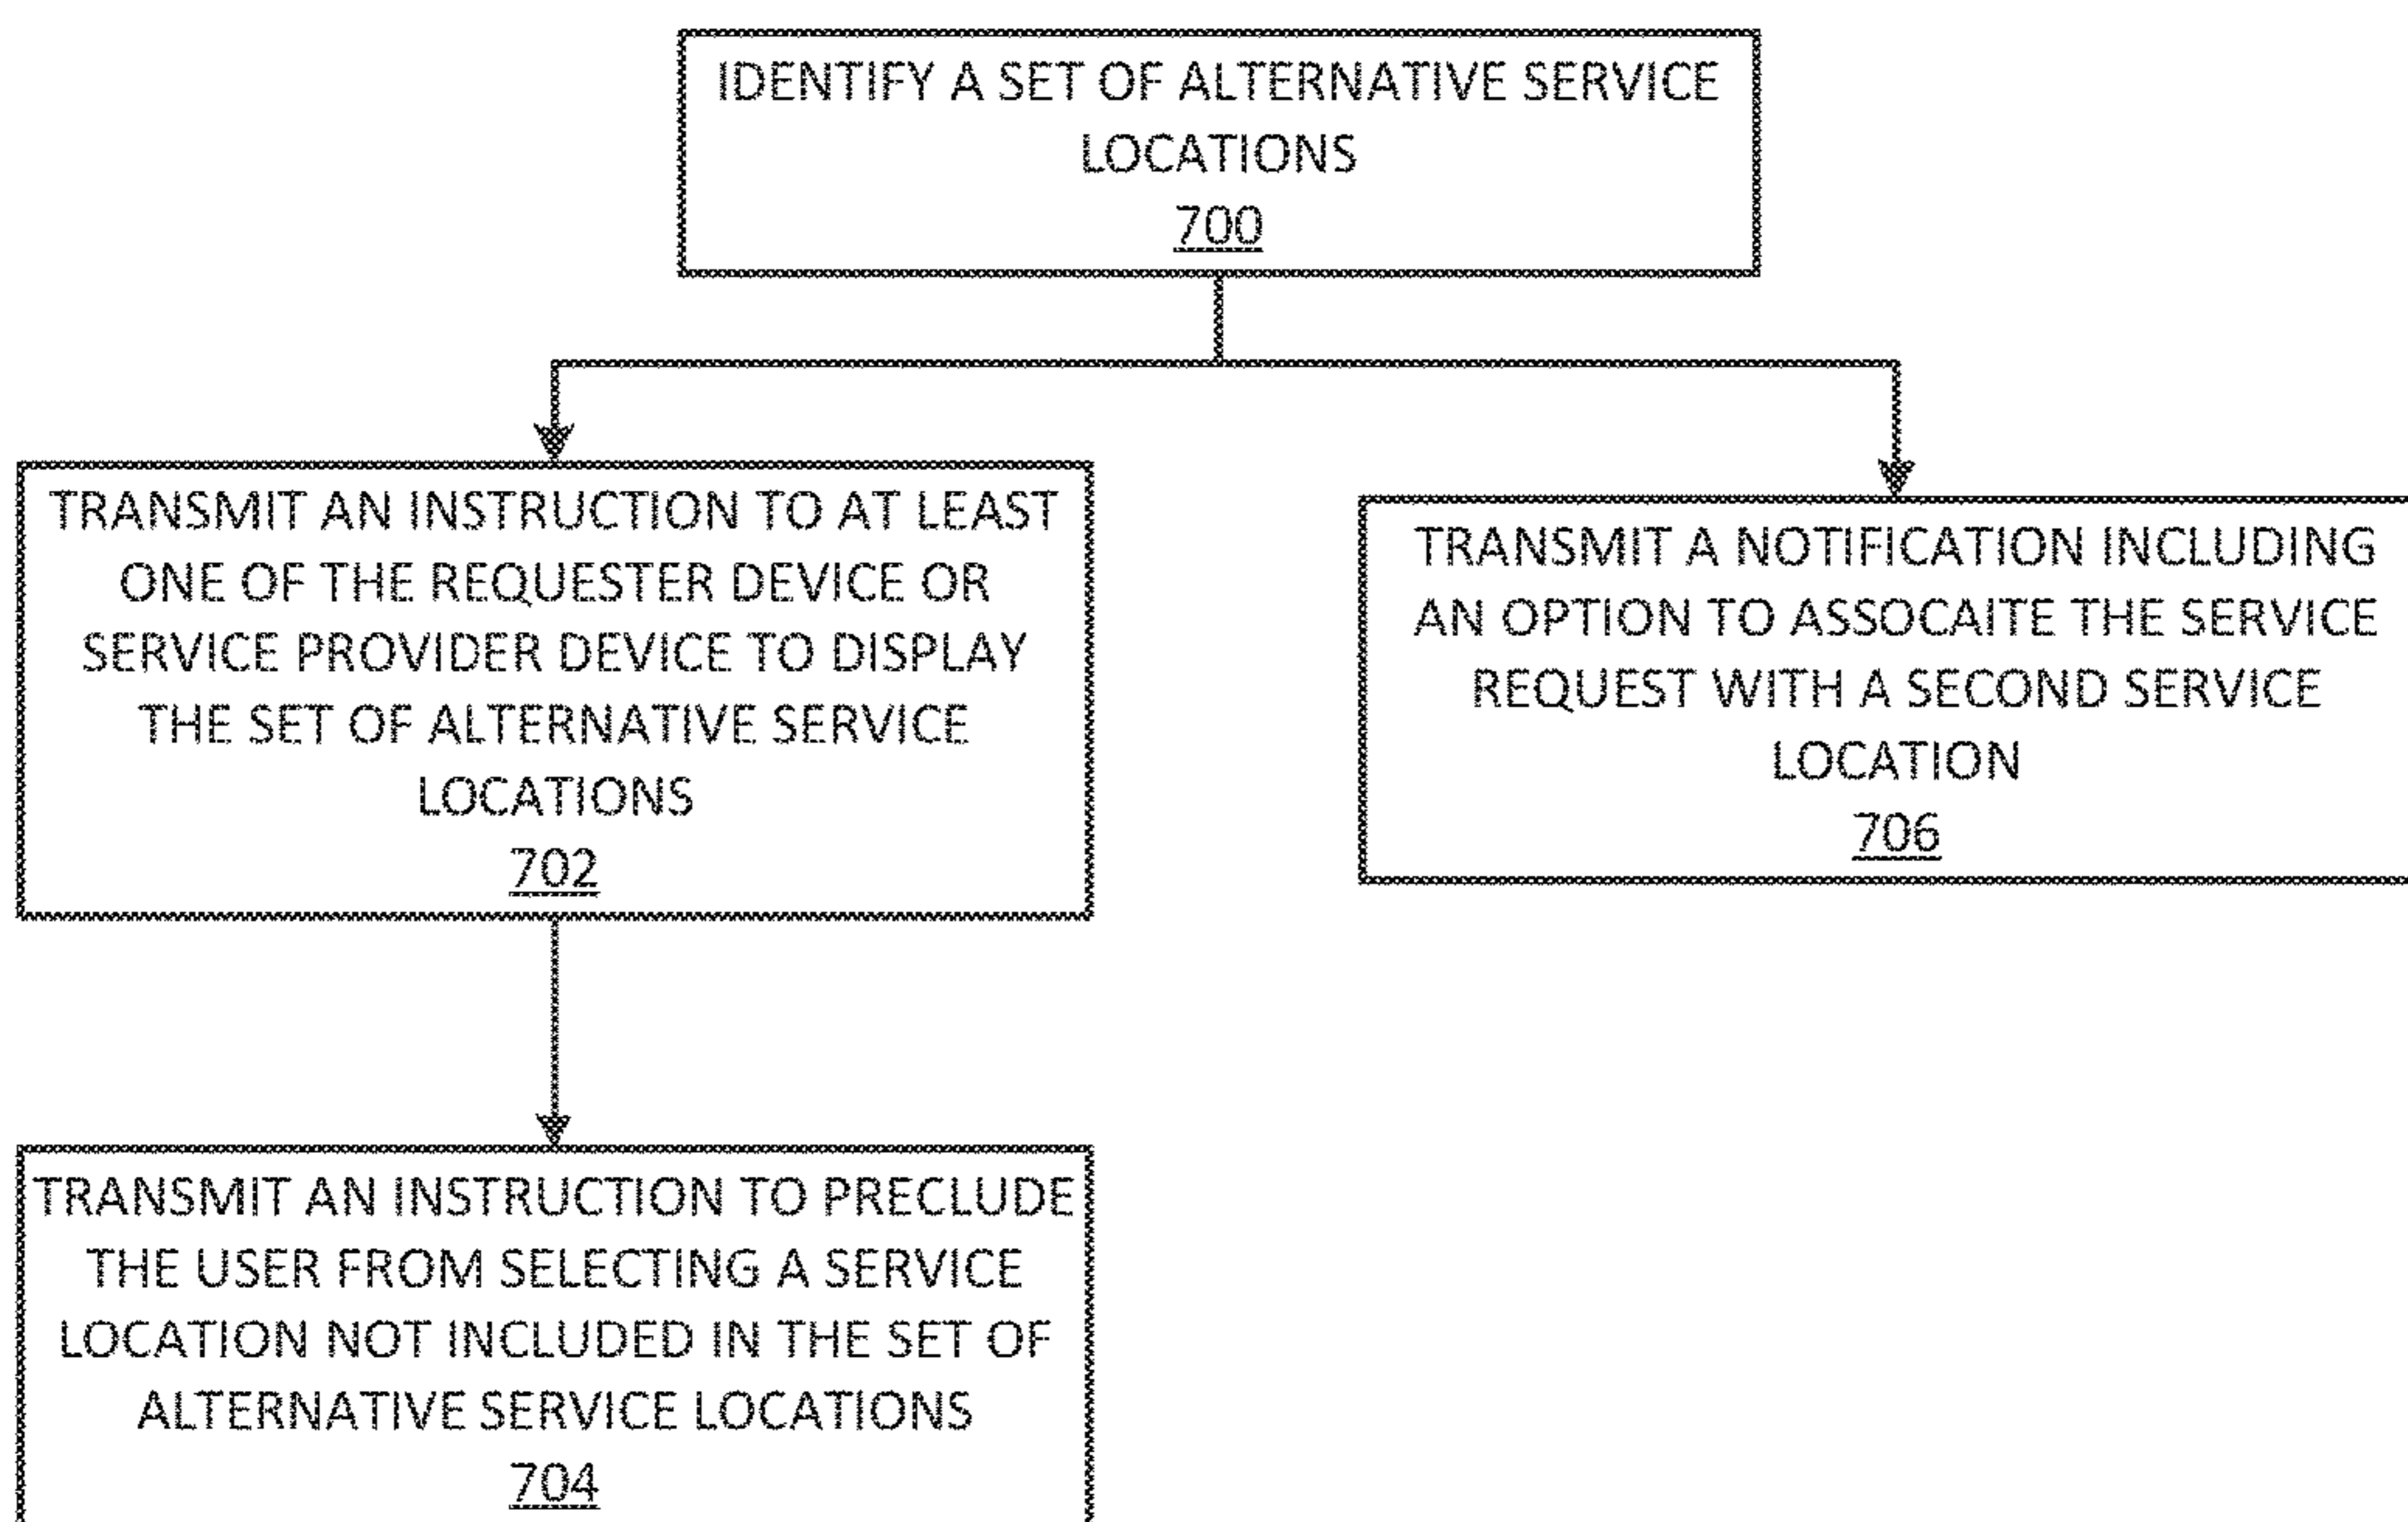 IDENTIFY A SET OF ALTERNATIVE SERVICE
LOCATIONS
700
TRANSMIT AN INSTRUCTION TO AT LEAST
ONE OF THE REQUESTER DEVICE OR
SERVICE PROVIDER DEVICE TO DISPLAY
THE SET OF ALTERNATIVE SERVICE
LOCATIONS
702
TRANSMIT A NOTIFICATION INCLUDING
AN OPTION TO ASSOCAITE THE SERVICE
REQUEST WITH A SECOND SERVICE
LOCATION
706
TRANSMIT AN INSTRUCTION TO PRECLUDE
THE USER FROM SELECTING A SERVICE
LOCATION NOT INCLUDED IN THE SET OF
ALTERNATIVE SERVICE LOCATIONS
704